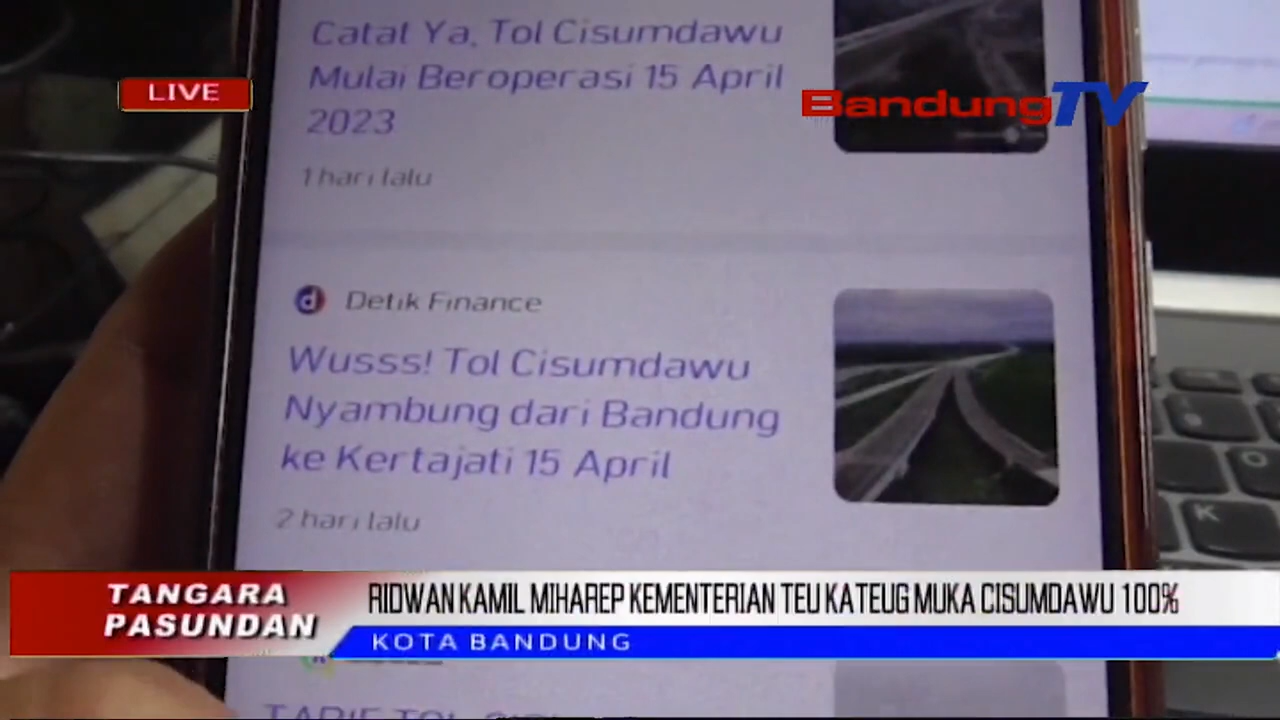 Catat Ya, Tol Cisumdawu
Mulai Beroperasi 15 April
2023
1 hari lalu
LIVE
BandungTV
Detik Finance
Wusss! Tol Cisumdawu
Nyambung dari Bandung
ke Kertajati 15 April
2 hari lalu
O
K
TANGARA
PASUNDAN
RIDWAN KAMIL MIHAREP KEMENTERIAN TEU KATEUG MUKA CISUMDAWU 100%
KOTA BANDUNG
TARIF TOL